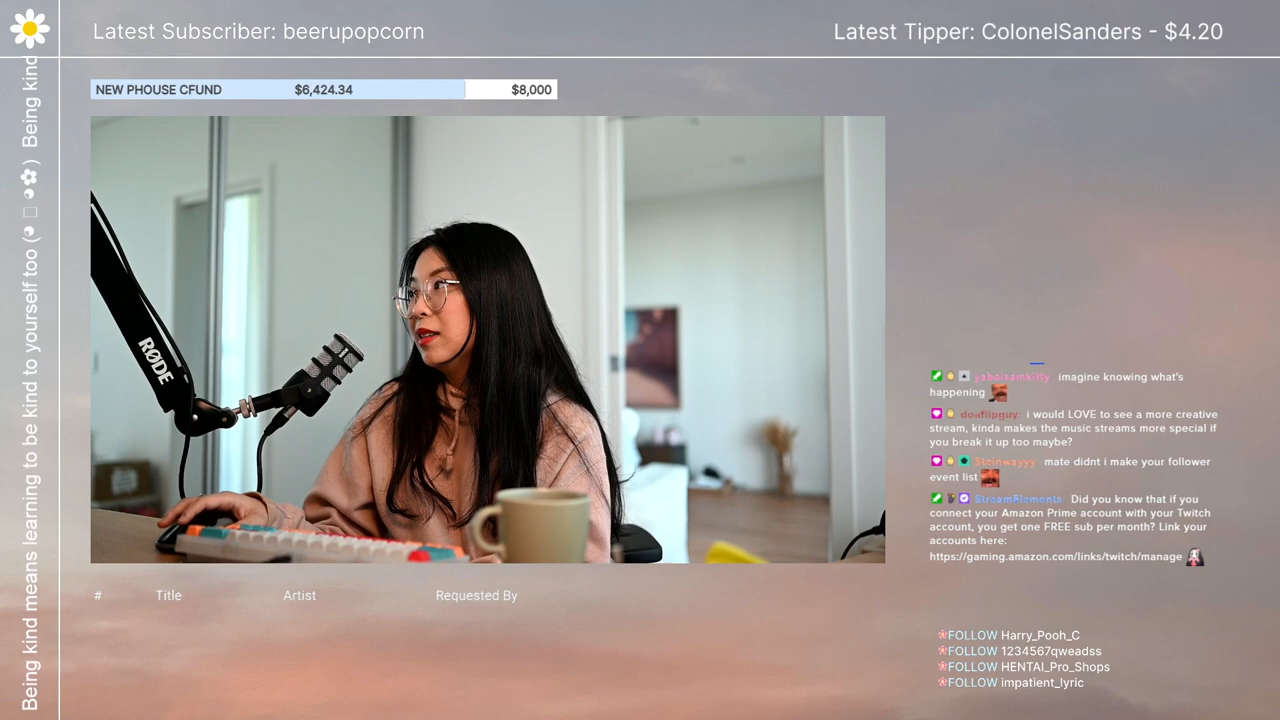 Latest Subscriber: beerupopcorn
Latest Tipper: ColonelSanders - $4.20
Being kind means learning to be kind to yourself too (◕ □ ◕✿) Being kind
NEW PHOUSE CFUND $6,424.34 $8,000
RØDE
yaboisamkitty imagine knowing what's
happening
doaflipguy: i would LOVE to see a more creative
stream, kinda makes the music streams more special if
you break it up too maybe?
Steinwayyy mate didnt i make your follower
event list
StreamElements Did you know that if you
connect your Amazon Prime account with your Twitch
account, you get one FREE sub per month? Link your
accounts here:
https://gaming.amazon.com/links/twitch/manage
# Title Artist Requested By
FOLLOW Harry_Pooh_C
FOLLOW 1234567qweadss
FOLLOW HENTAI_Pro_Shops
FOLLOW impatient_lyric